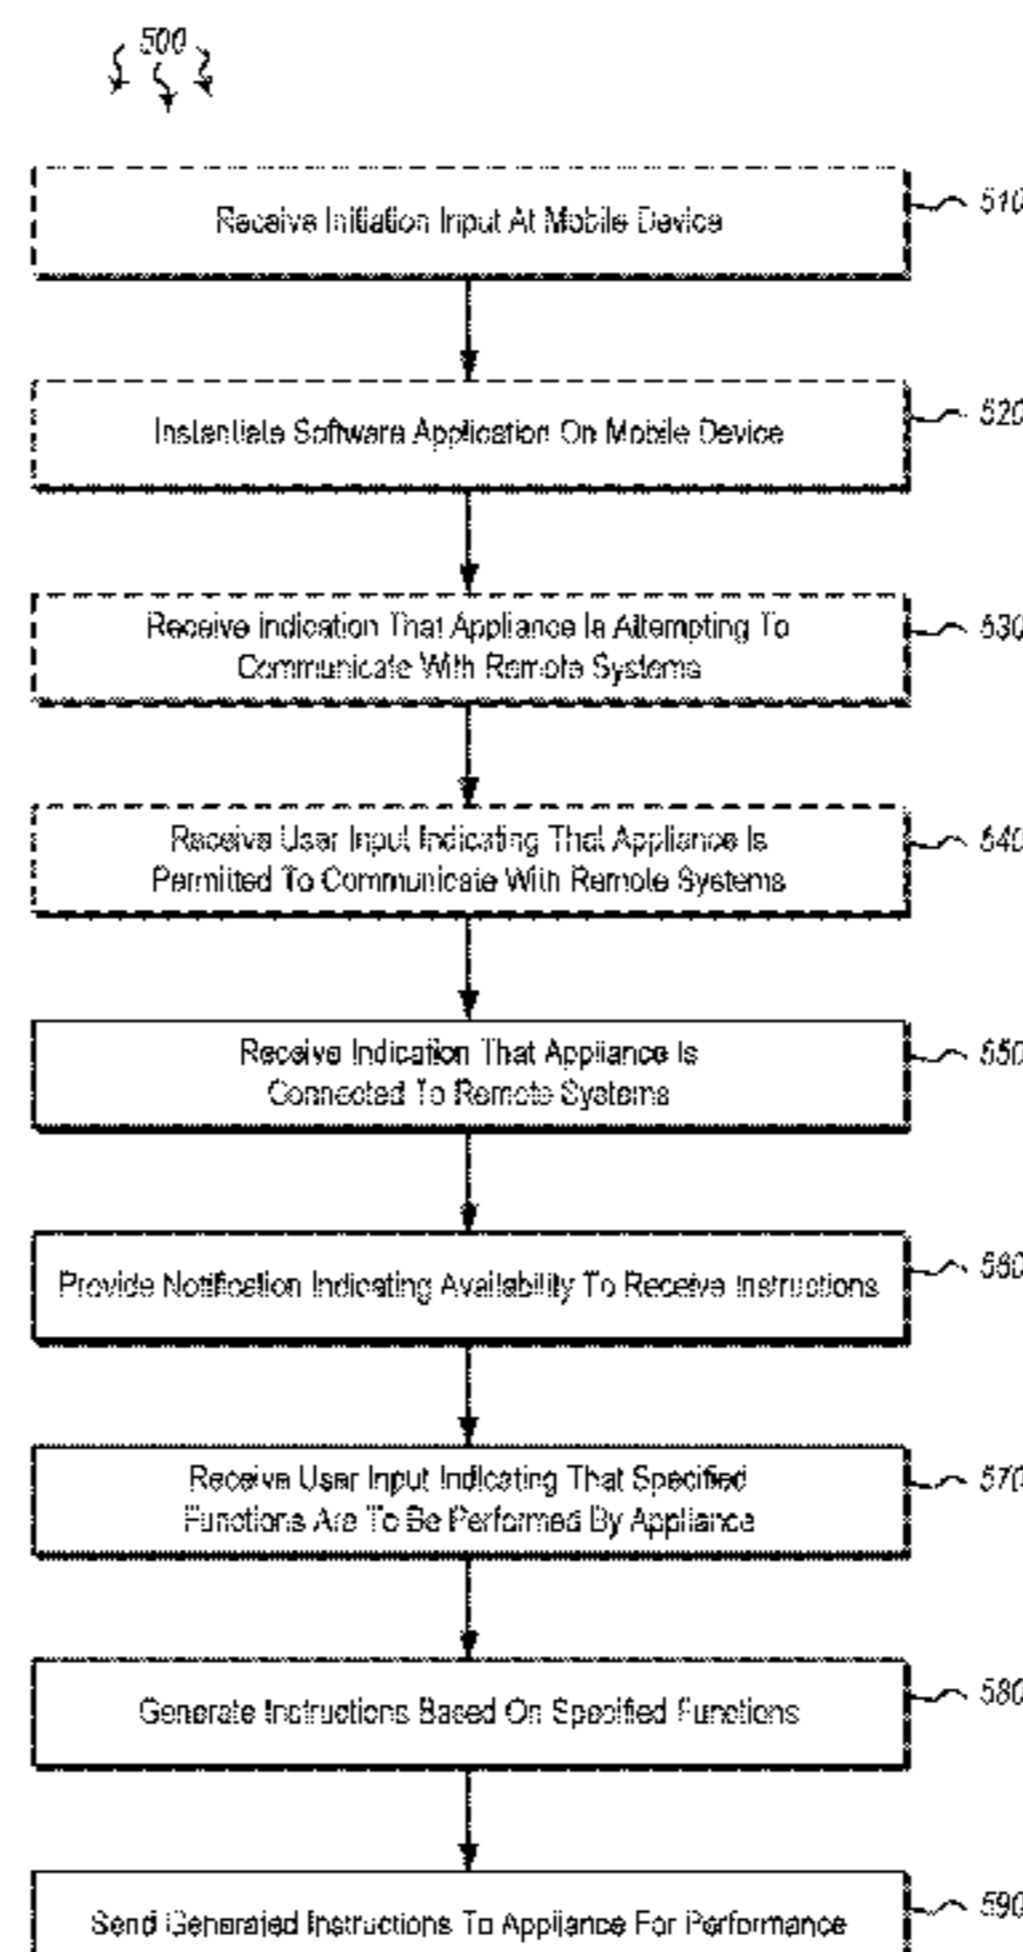 500
Receive Initiation Input At Mobile Device
510
Instantiate Software Application On Mobile Device
520
Receive Indication That Appliance Is Attempting To
Communicate With Remote Systems
530
Receive User Input Indicating That Appliance Is
Permitted To Communicate With Remote Systems
540
Receive Indication That Appliance Is
Connected To Remote Systems
550
Provide Notification Indicating Availability To Receive Instructions
560
Receive User Input Indicating That Specified
Functions Are To Be Performed By Appliance
570
Generate Instructions Based On Specified Functions
580
Send Generated Instructions To Appliance For Performance
590